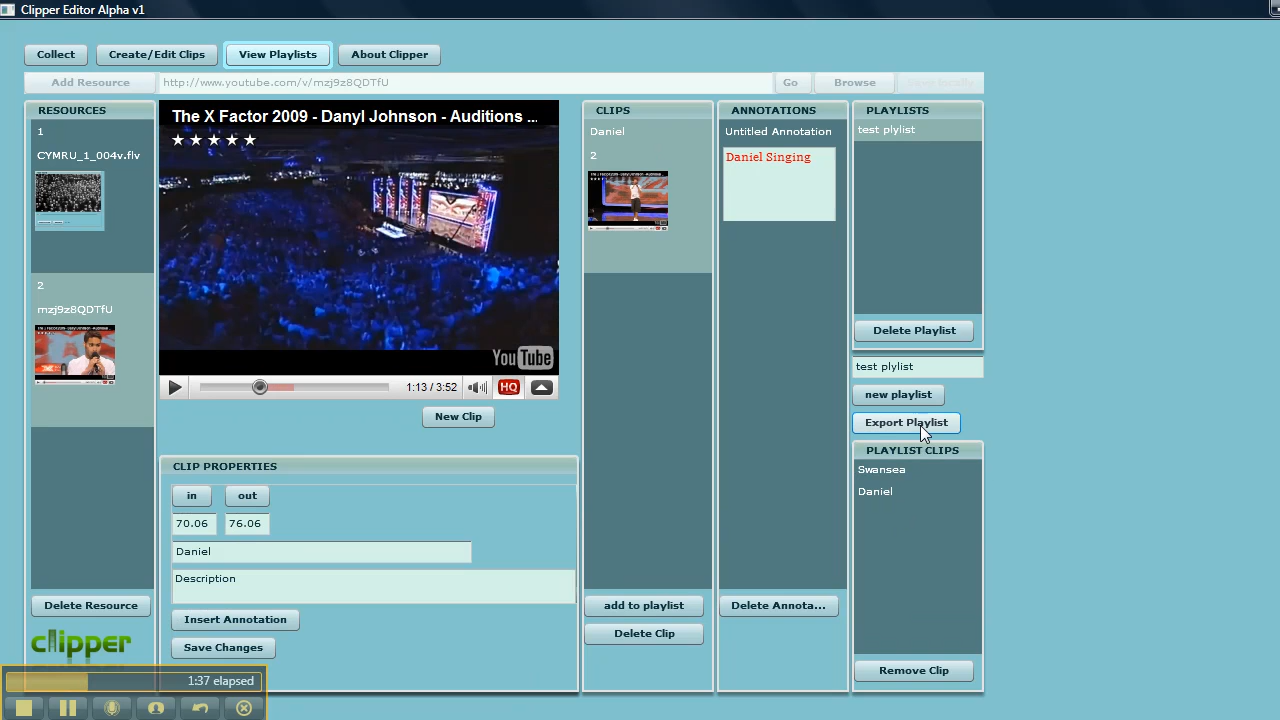 Clipper Editor Alpha v1
Collect
Create/Edit Clips
View Playlists
About Clipper
Add Resource
http://www.youtube.com/v/mzj9z8QDTfU
Go
Browse
RESOURCES
1
CYMRU_1_004v.flv
2
mzj9z8QDTfU
Delete Resource
clipper
The X Factor 2009 - Danyl Johnson - Auditions ...
YouTube
1:13 / 3:52
HQ
New Clip
CLIP PROPERTIES
in
out
70.06
76.06
Daniel
Description
Insert Annotation
Save Changes
CLIPS
Daniel
2
add to playlist
Delete Clip
ANNOTATIONS
Untitled Annotation
Daniel Singing
Delete Annota...
PLAYLISTS
test plylist
Delete Playlist
test plylist
new playlist
Export Playlist
PLAYLIST CLIPS
Swansea
Daniel
Remove Clip
1:37 elapsed